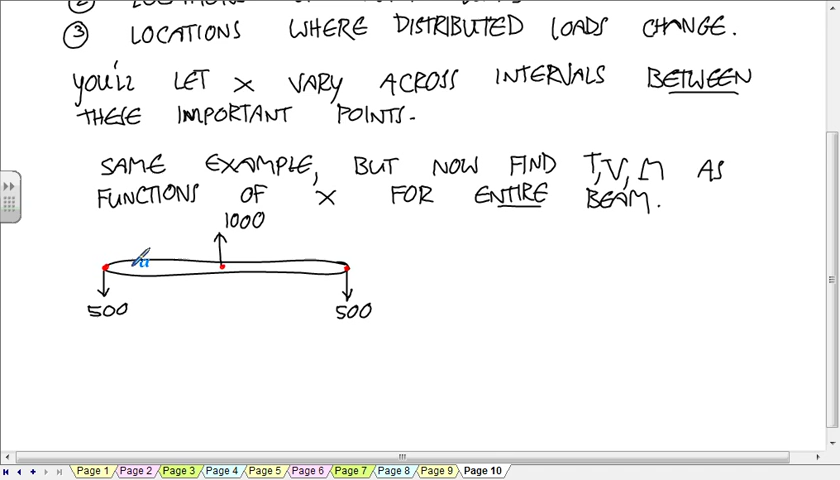 ③ LOCATIONS WHERE DISTRIBUTED LOADS CHANGE.
YOU'LL LET X VARY ACROSS INTERVALS BETWEEN
THESE IMPORTANT POINTS.
SAME EXAMPLE, BUT NOW FIND T, V, M AS
FUNCTIONS OF X FOR ENTIRE BEAM.
1000
500
500
Page 1 Page 2 Page 3 Page 4 Page 5 Page 6 Page 7 Page 8 Page 9 Page 10